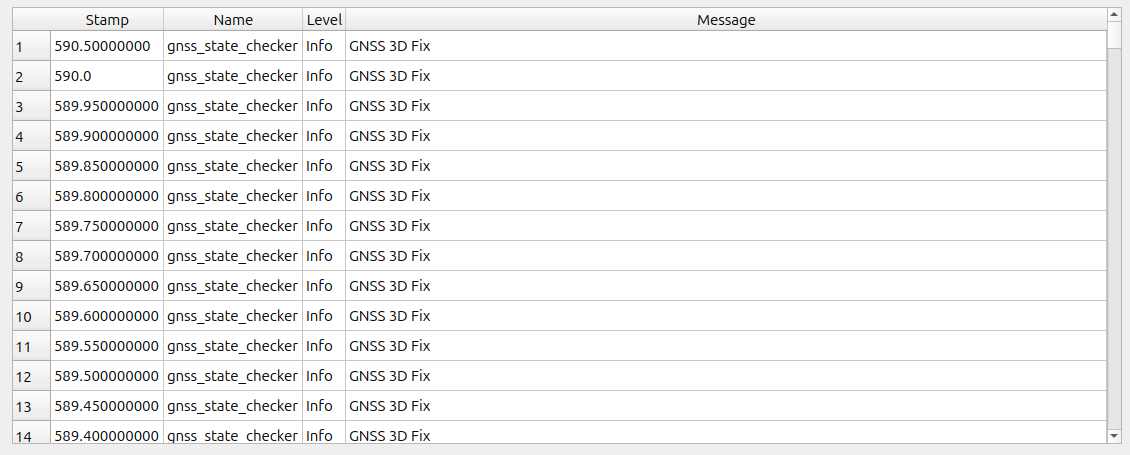 Stamp Name Level Message
1 590.50000000 gnss_state_checker Info GNSS 3D Fix
2 590.0 gnss_state_checker Info GNSS 3D Fix
3 589.950000000 gnss_state_checker Info GNSS 3D Fix
4 589.900000000 gnss_state_checker Info GNSS 3D Fix
5 589.850000000 gnss_state_checker Info GNSS 3D Fix
6 589.800000000 gnss_state_checker Info GNSS 3D Fix
7 589.750000000 gnss_state_checker Info GNSS 3D Fix
8 589.700000000 gnss_state_checker Info GNSS 3D Fix
9 589.650000000 gnss_state_checker Info GNSS 3D Fix
10 589.600000000 gnss_state_checker Info GNSS 3D Fix
11 589.550000000 gnss_state_checker Info GNSS 3D Fix
12 589.500000000 gnss_state_checker Info GNSS 3D Fix
13 589.450000000 gnss_state_checker Info GNSS 3D Fix
14 589.400000000 gnss_state_checker Info GNSS 3D Fix